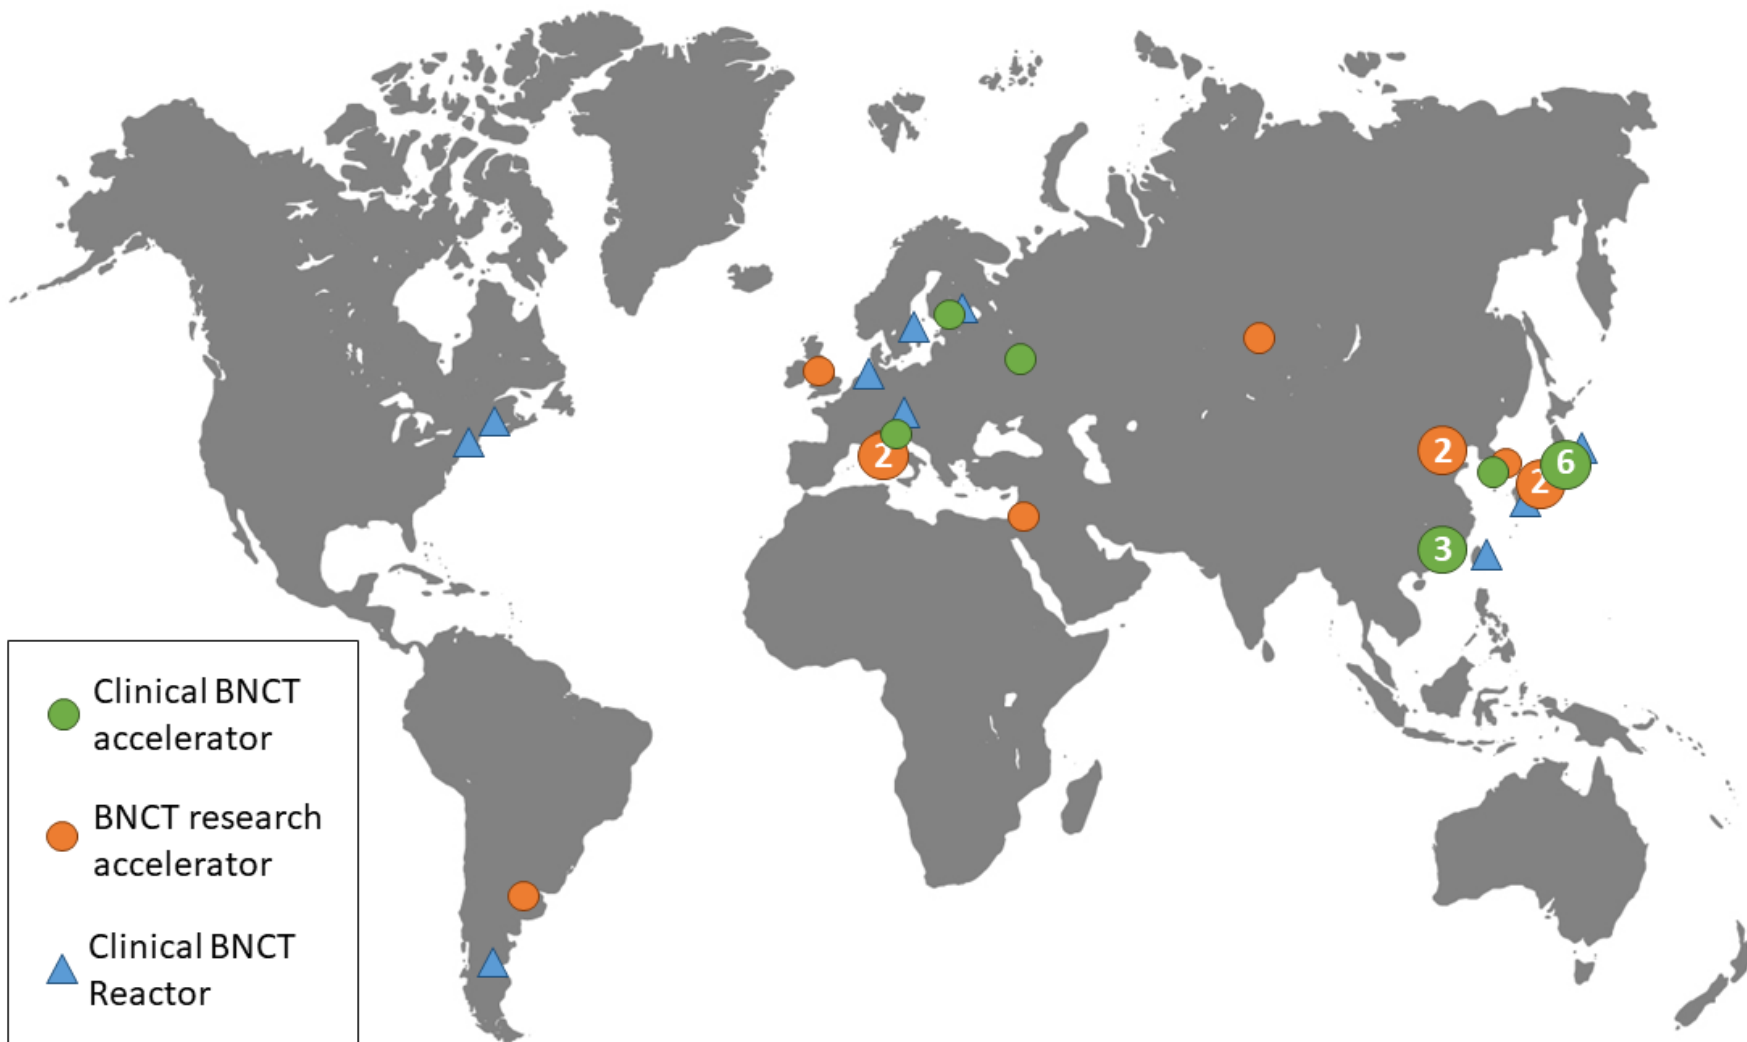 2
2
6
2
3
Clinical BNCT
accelerator
BNCT research
accelerator
Clinical BNCT
Reactor